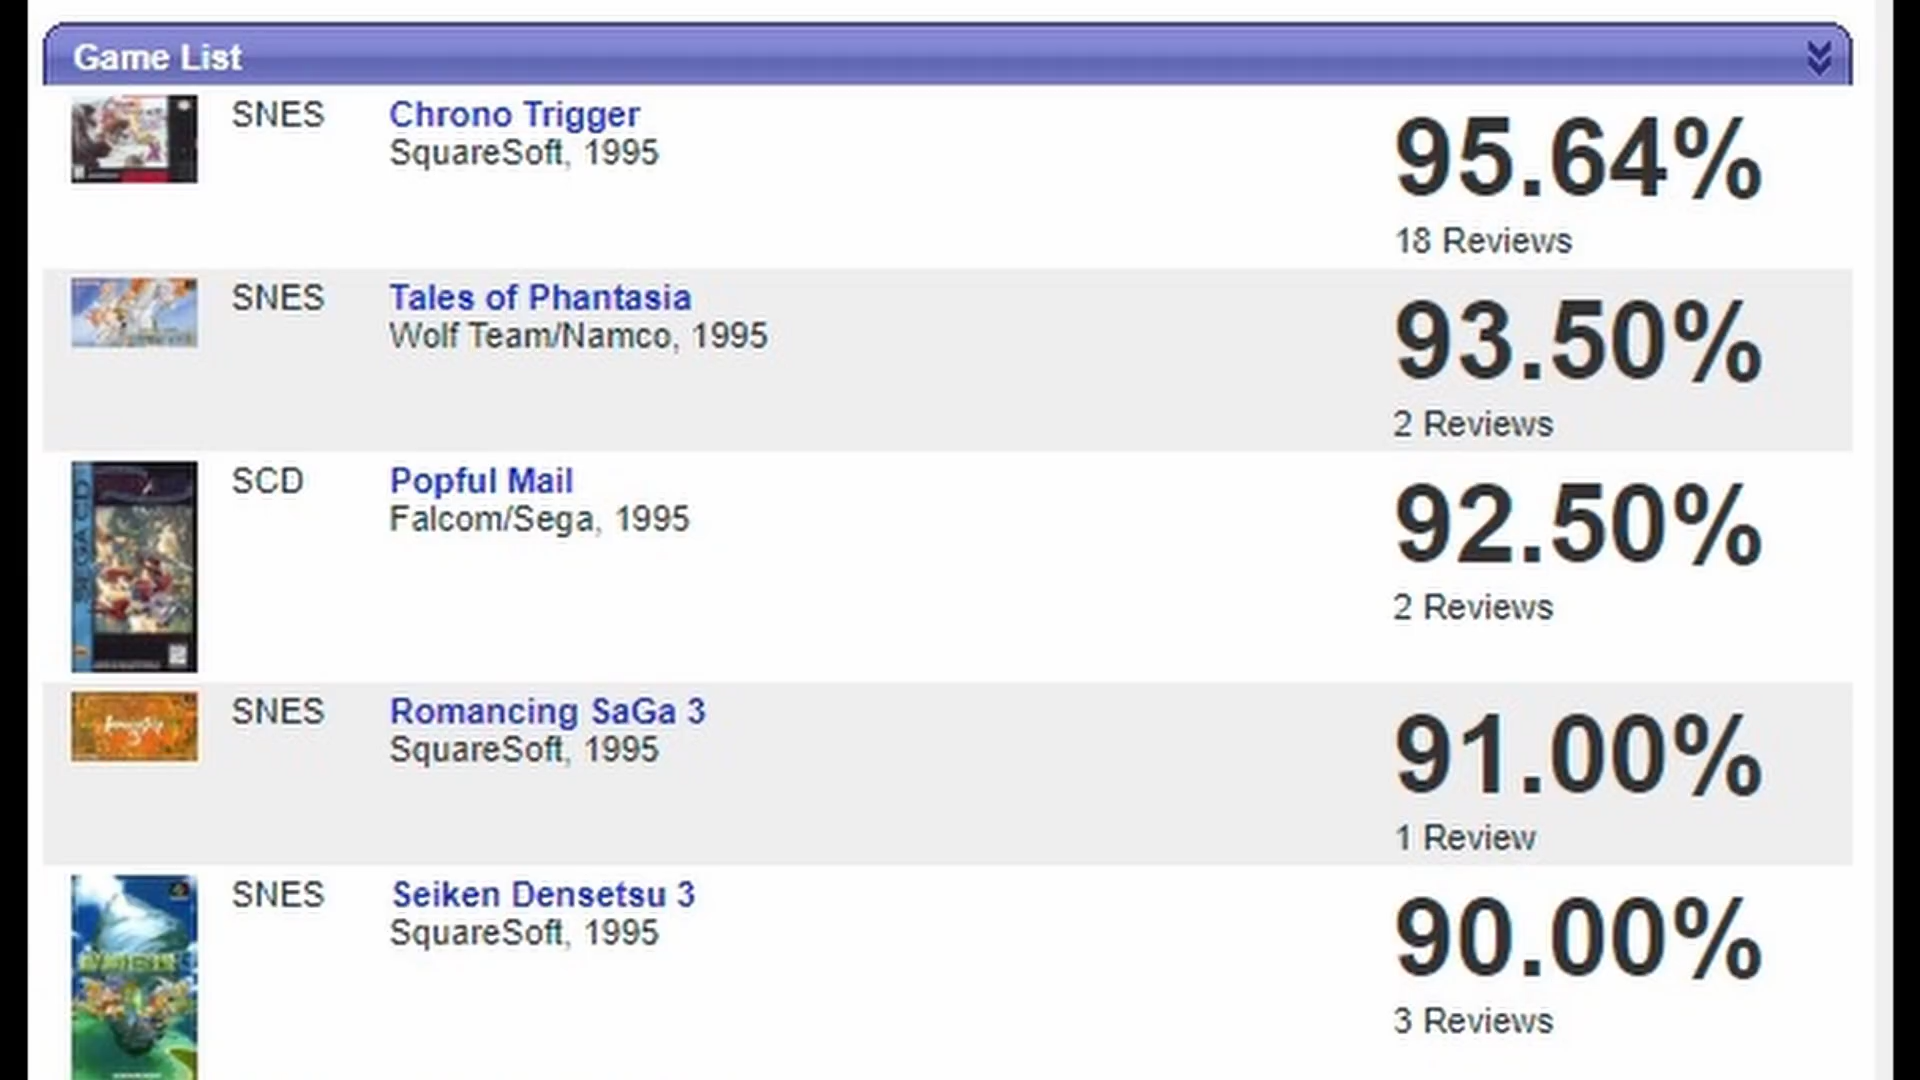 Game List
SNES
Chrono Trigger
SquareSoft, 1995
95.64%
18 Reviews
SNES
Tales of Phantasia
Wolf Team/Namco, 1995
93.50%
2 Reviews
SEGA CD
SCD
Popful Mail
Falcom/Sega, 1995
92.50%
2 Reviews
SNES
Romancing SaGa 3
SquareSoft, 1995
91.00%
1 Review
SNES
Seiken Densetsu 3
SquareSoft, 1995
90.00%
3 Reviews